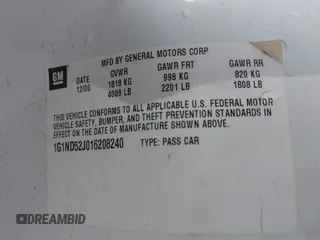 MFD BY GENERAL MOTORS CORP
GM
DATE GVWR GAWR FRT GAWR RR
12/00 1818 KG 998 KG 820 KG
4009 LB 2201 LB 1808 LB
THIS VEHICLE CONFORMS TO ALL APPLICABLE U.S. FEDERAL MOTOR
VEHICLE SAFETY, BUMPER, AND THEFT PREVENTION STANDARDS IN
EFFECT ON THE DATE OF MANUFACTURE SHOWN ABOVE.
1G1ND52J016208240 TYPE: PASS CAR
DREAMBID